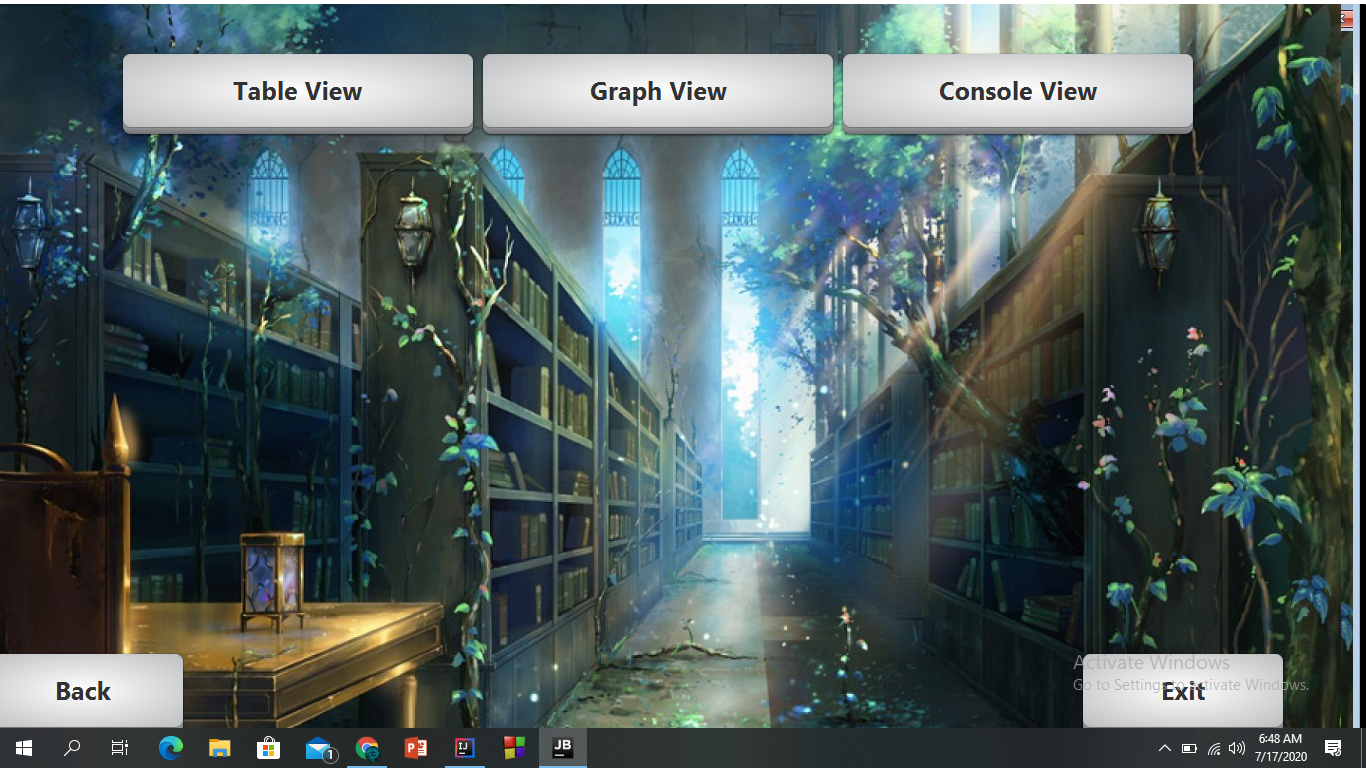 Table View
Graph View
Console View
Activate Windows
Go to Settings to Activate Windows.
Back
Exit
1
P
IJ
JB
6:48 AM
7/17/2020